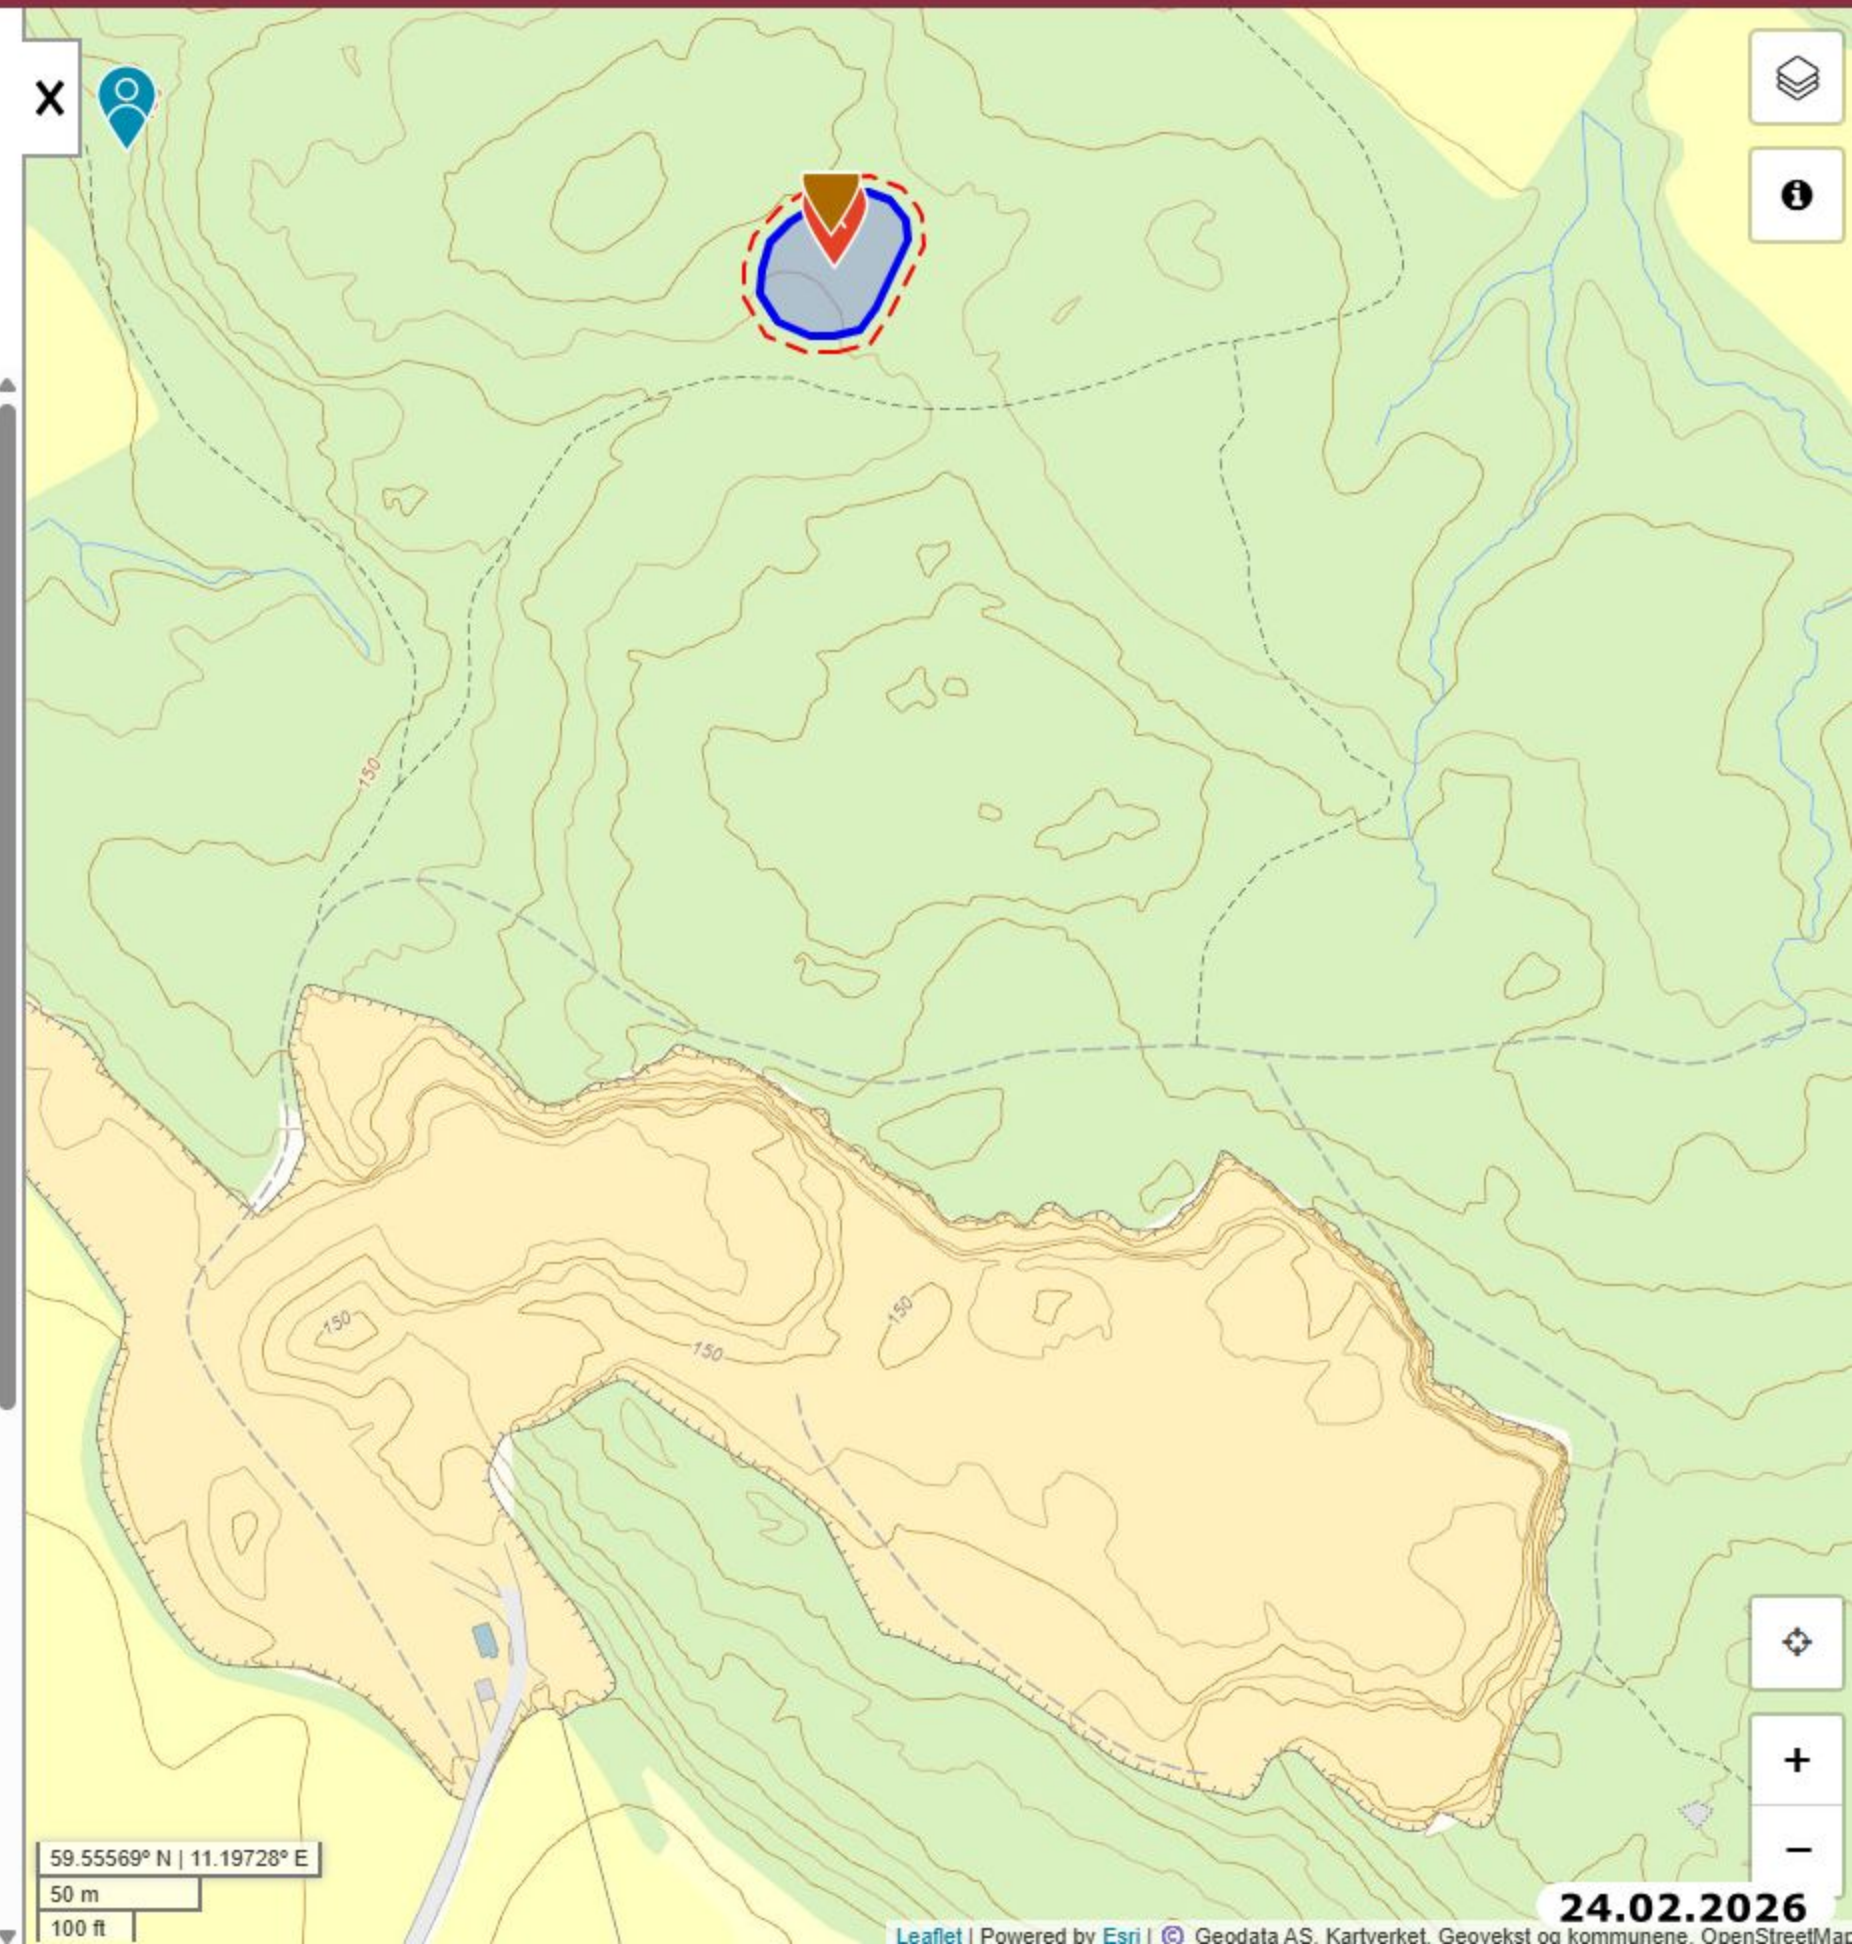 X
150
150
150
150
59.55569° N | 11.19728° E
50 m
100 ft
+
−
24.02.2026
Leaflet | Powered by Esri | © Geodata AS, Kartverket, Geovekst og kommunene, OpenStreetMap